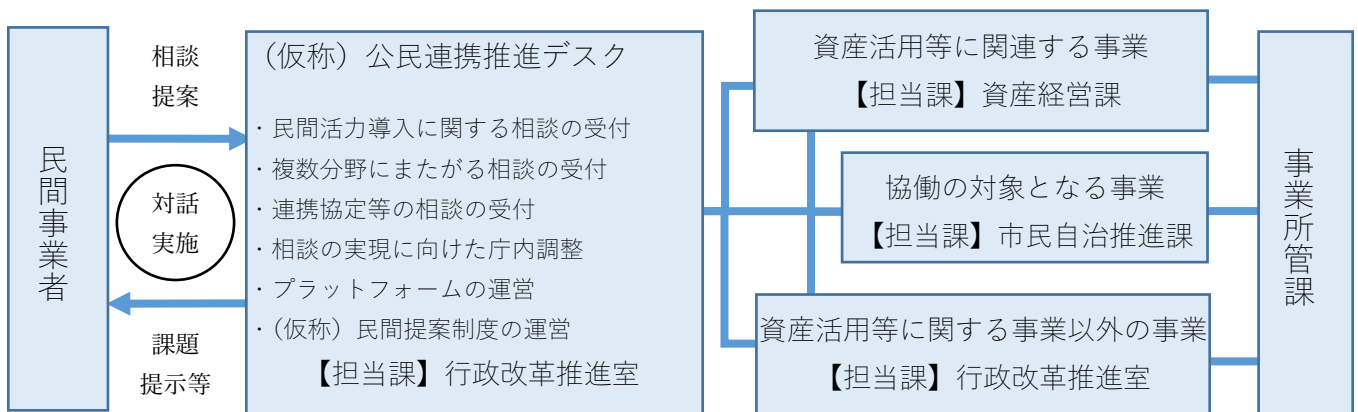 民間事業者
相談
提案
対話
実施
課題
提示等
（仮称）公民連携推進デスク
・民間活力導入に関する相談の受付
・複数分野にまたがる相談の受付
・連携協定等の相談の受付
・相談の実現に向けた庁内調整
・プラットフォームの運営
・（仮称）民間提案制度の運営
【担当課】行政改革推進室
資産活用等に関連する事業
【担当課】資産経営課
協働の対象となる事業
【担当課】市民自治推進課
資産活用等に関する事業以外の事業
【担当課】行政改革推進室
事業所管課